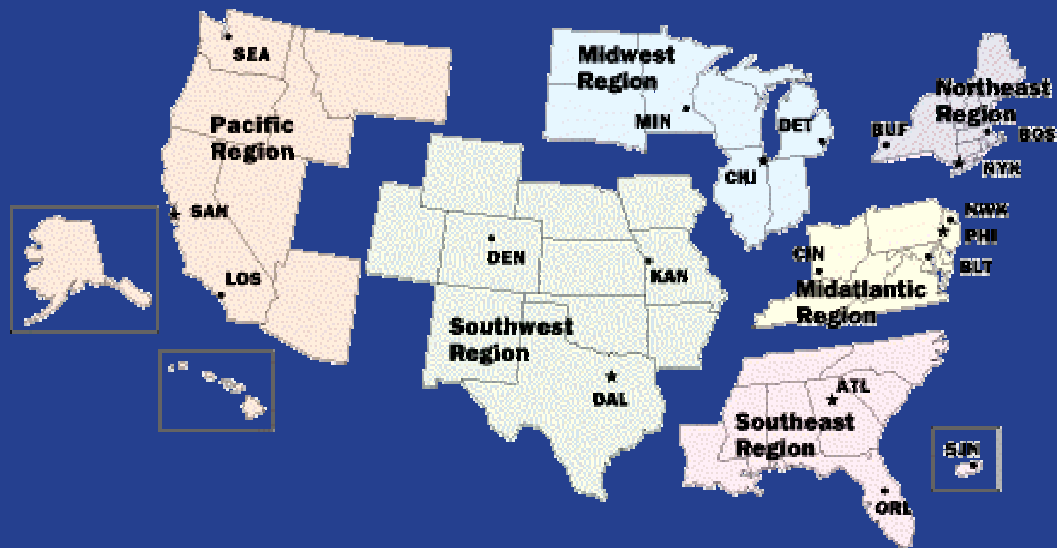 SEA
Pacific
Region
SAN
LOS
Midwest
Region
MIN
DET
CHI
Northeast
Region
BUF
BOS
NYK
DEN
KAN
Southwest
Region
DAL
NWK
PHI
CIN
BLT
Midatlantic
Region
ATL
Southeast
Region
SJN
ORL